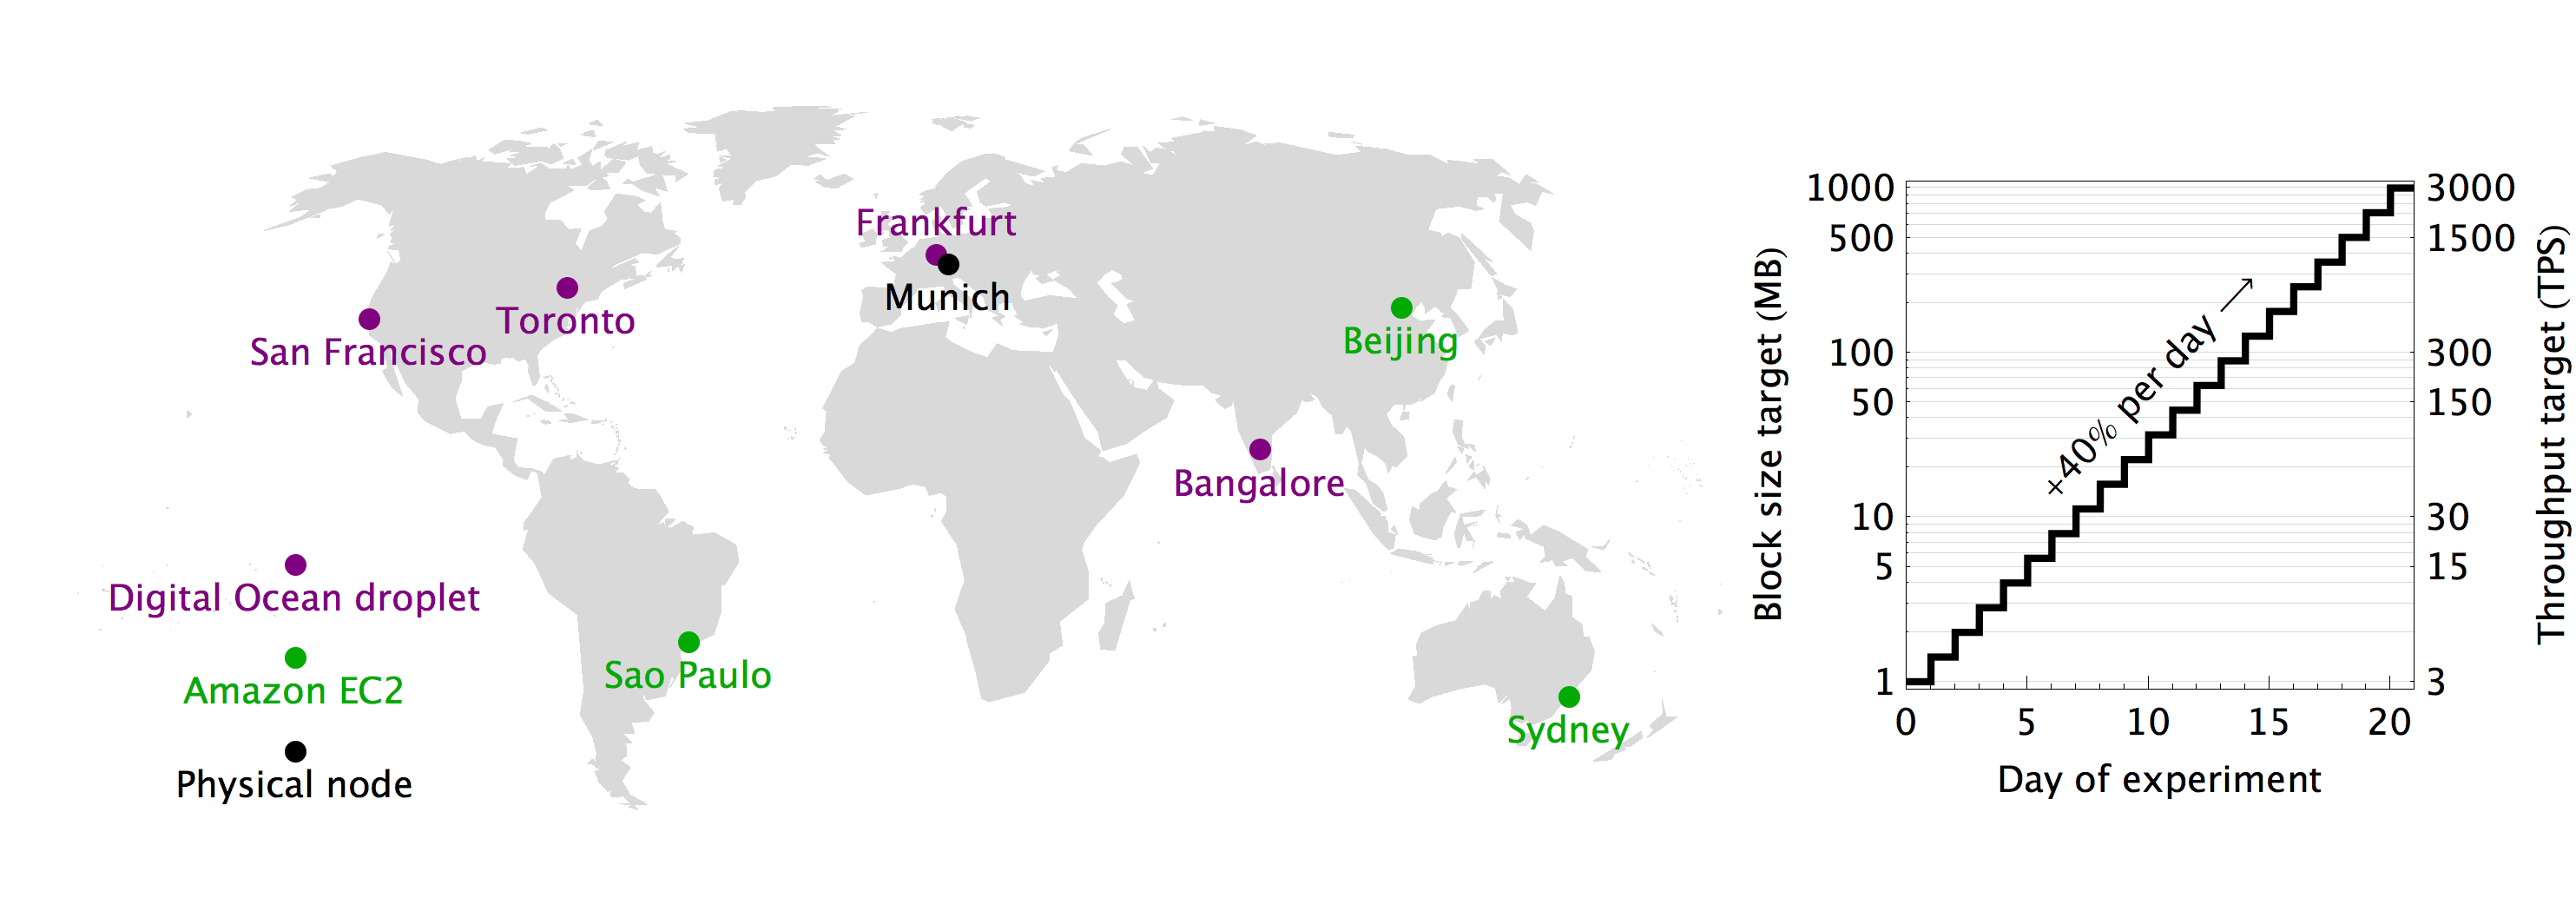 Frankfurt
Munich
Toronto
San Francisco
Beijing
Bangalore
Sao Paulo
Sydney
Digital Ocean droplet
Amazon EC2
Physical node
Block size target (MB)
1000
500
100
50
10
5
1
+40% per day →
3000
1500
300
150
30
15
3
Throughput target (TPS)
0 5 10 15 20
Day of experiment